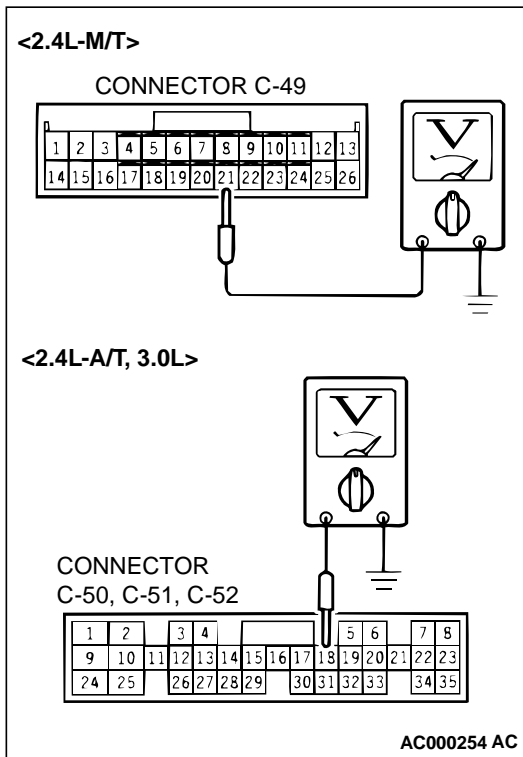 <2.4L-M/T>
CONNECTOR C-49
V
1 2 3 4 5 6 7 8 9 10 11 12 13
14 15 16 17 18 19 20 21 22 23 24 25 26
<2.4L-A/T, 3.0L>
V
CONNECTOR
C-50, C-51, C-52
1 2 3 4 5 6 7 8
9 10 11 12 13 14 15 16 17 18 19 20 21 22 23
24 25 26 27 28 29 30 31 32 33 34 35
AC000254 AC